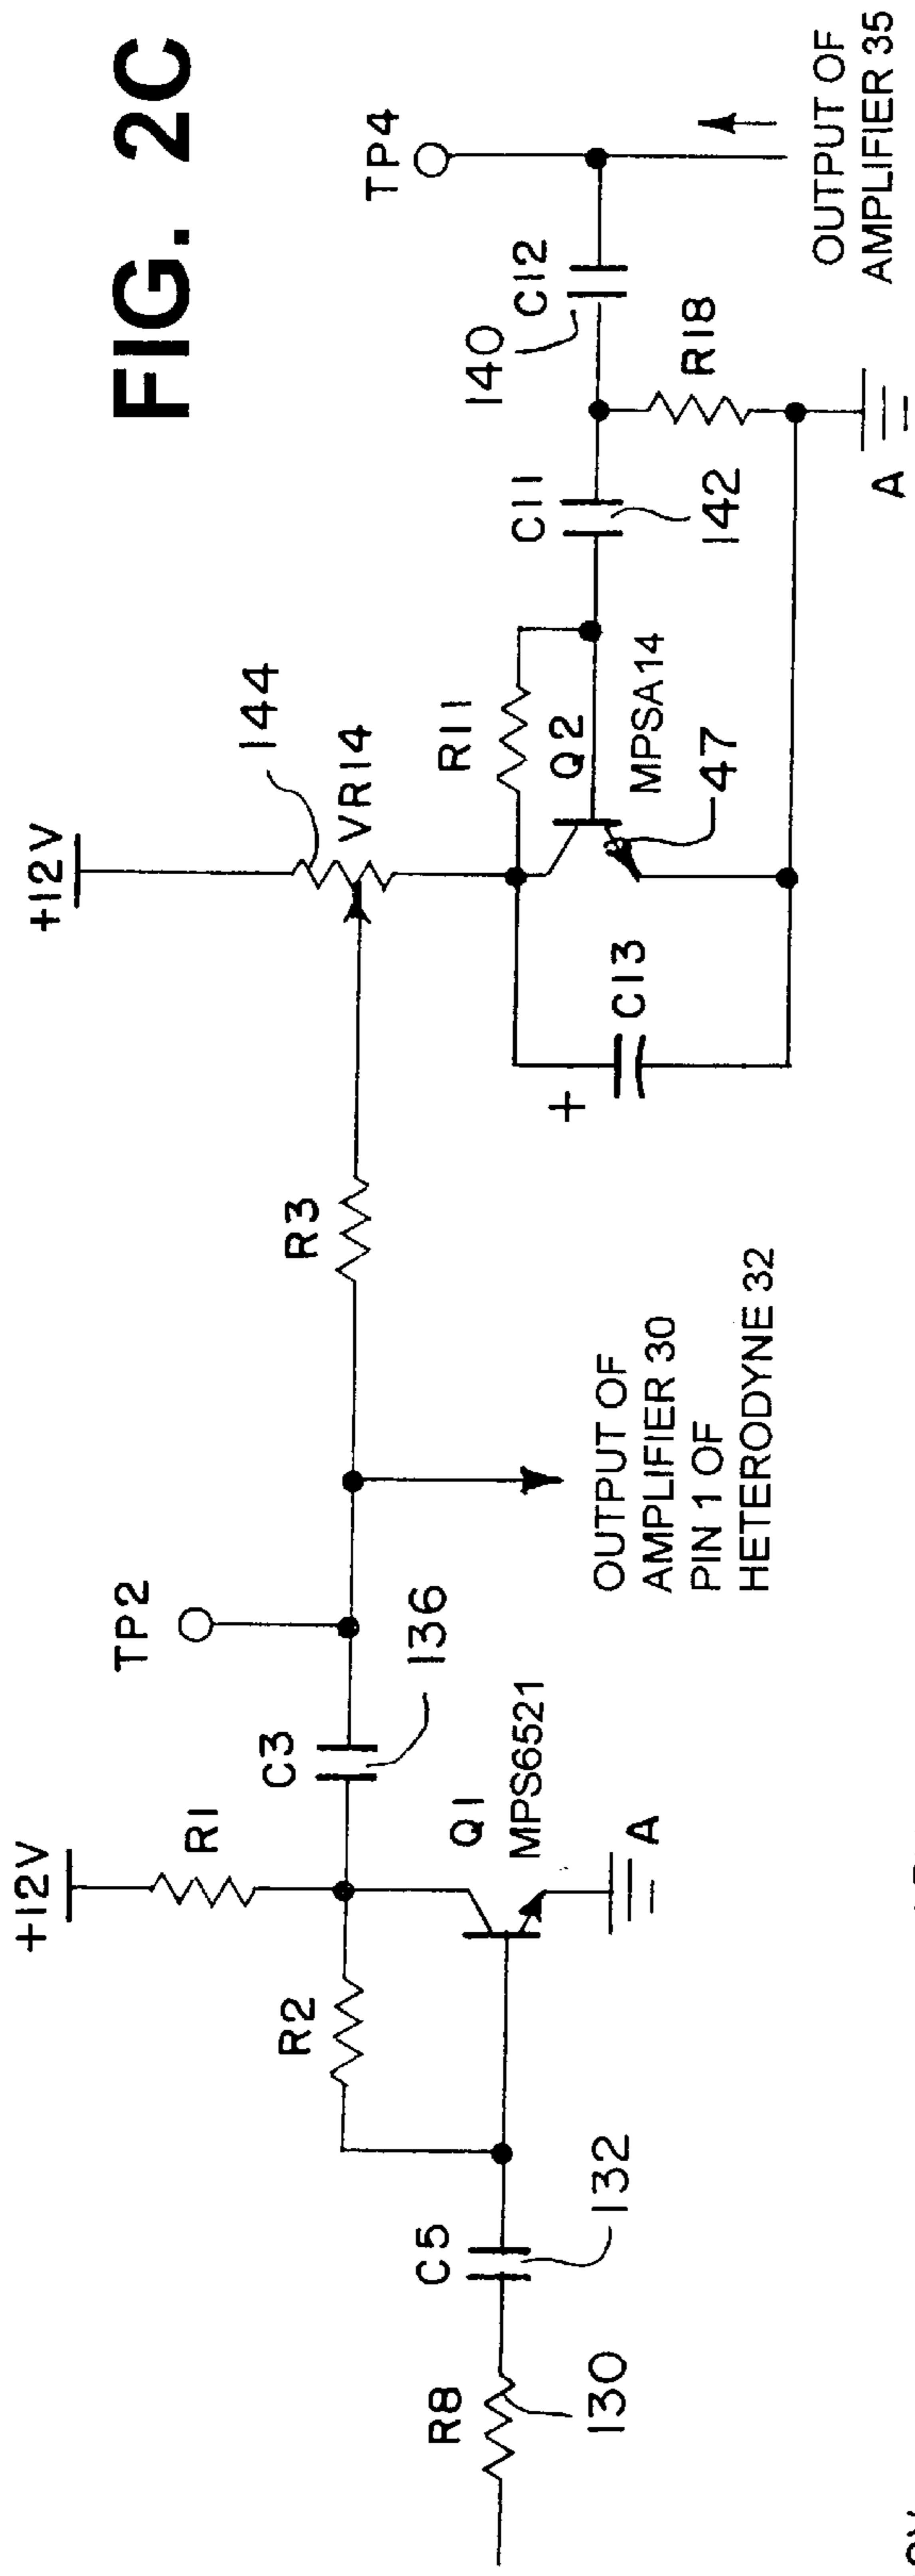 FIG. 2C
+12V
R1
R2
C3
136
TP2
Q1
MPS6521
A
R8
130
C5
132
R3
OUTPUT OF
AMPLIFIER 30
PIN 1 OF
HETERODYNE 32
+12V
144
VR14
R11
Q2
MPSA14
47
C13
+
C11
142
140
C12
R18
A
TP4
OUTPUT OF
AMPLIFIER 35